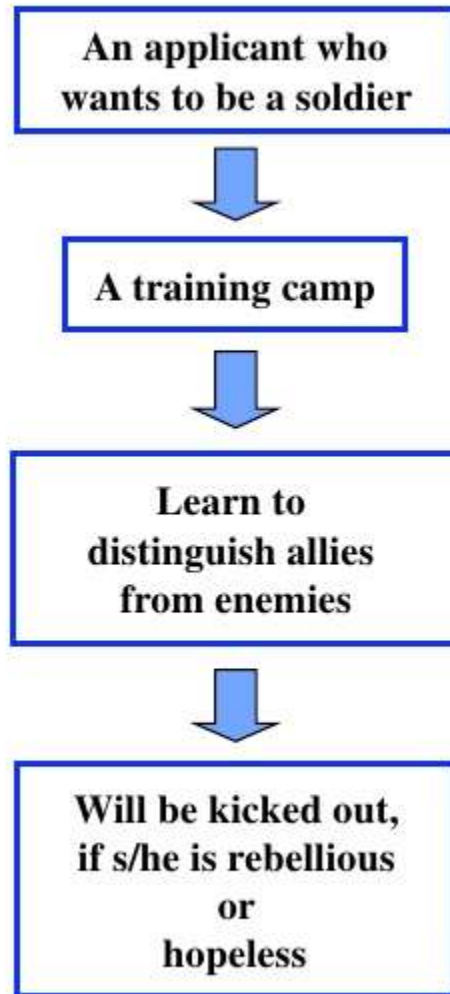 An applicant who
wants to be a soldier
A training camp
Learn to
distinguish allies
from enemies
Will be kicked out,
if s/he is rebellious
or
hopeless